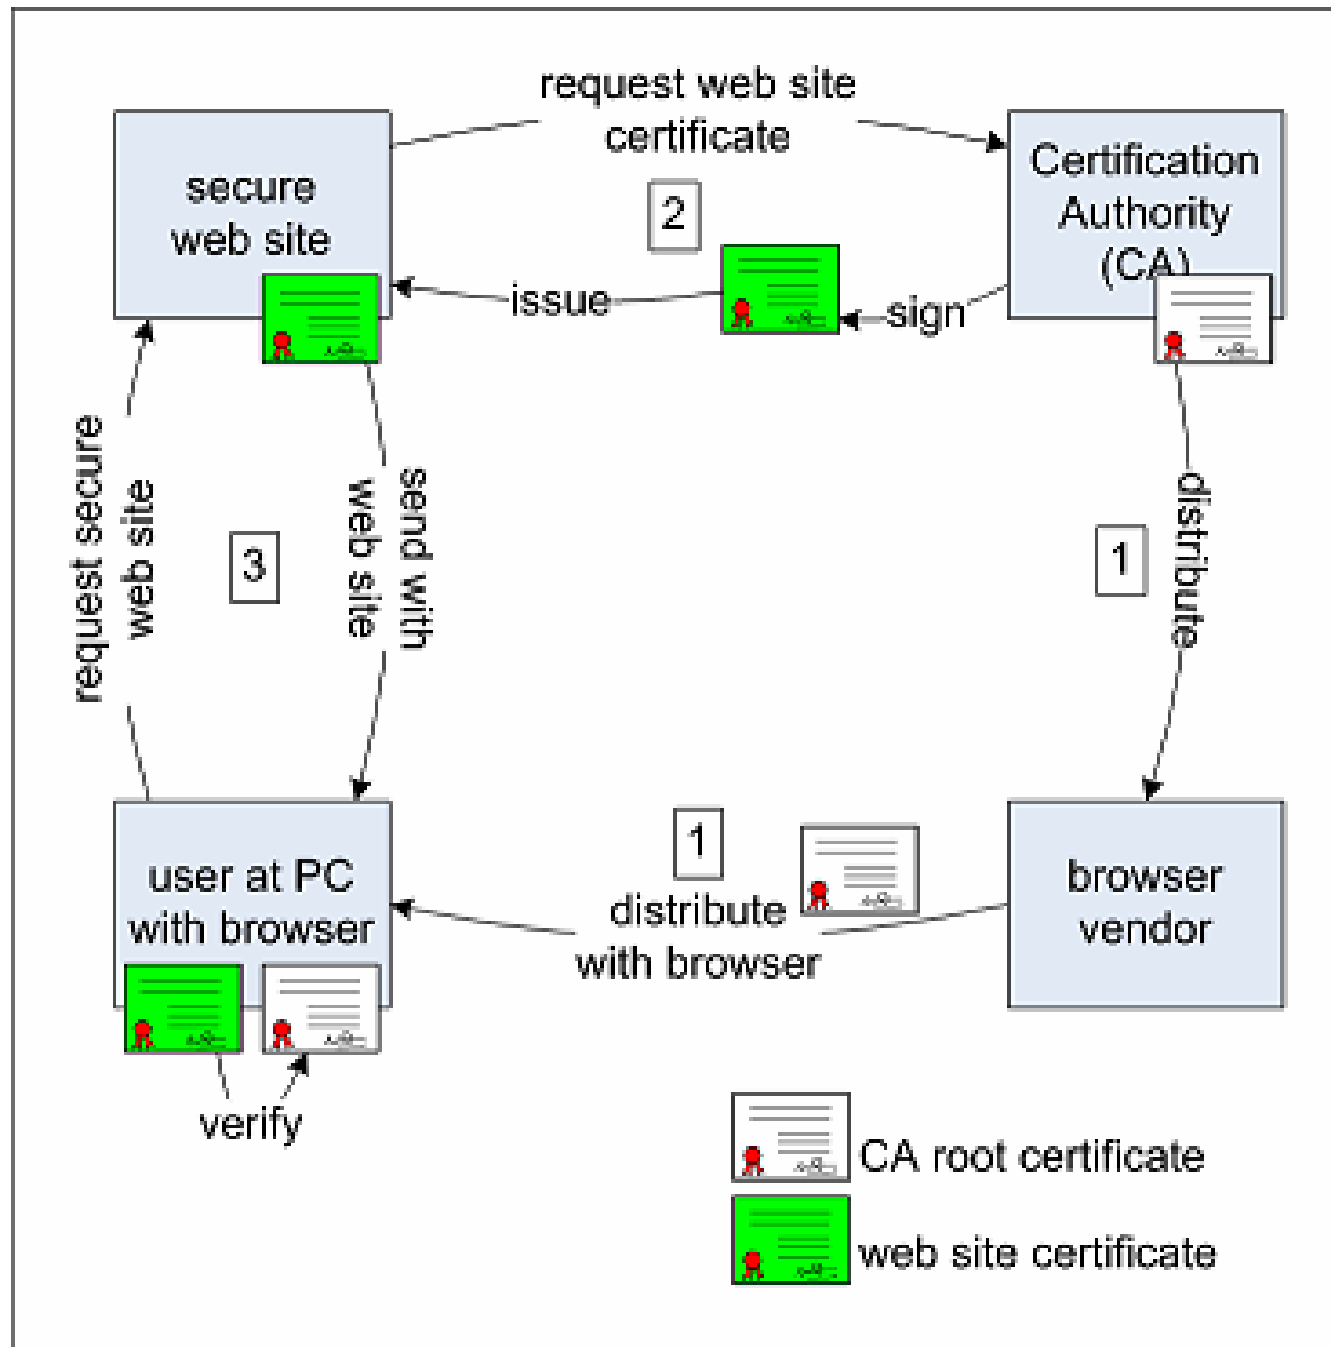 request web site
certificate
secure
web site
Certification
Authority
(CA)
2
issue
sign
request secure
web site
3
send with
web site
1
distribute
user at PC
with browser
1
distribute
with browser
browser
vendor
verify
CA root certificate
web site certificate